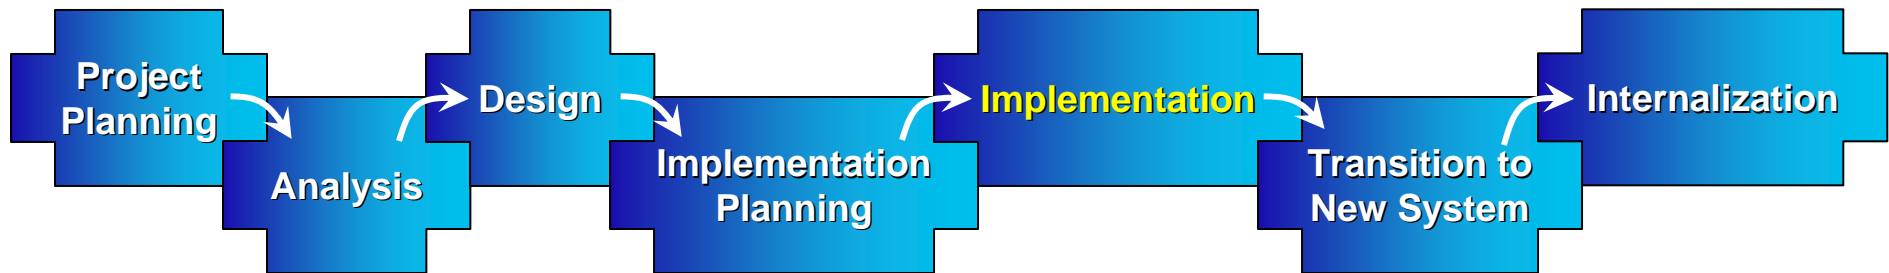 Project
Planning
Analysis
Design
Implementation
Planning
Implementation
Transition to
New System
Internalization